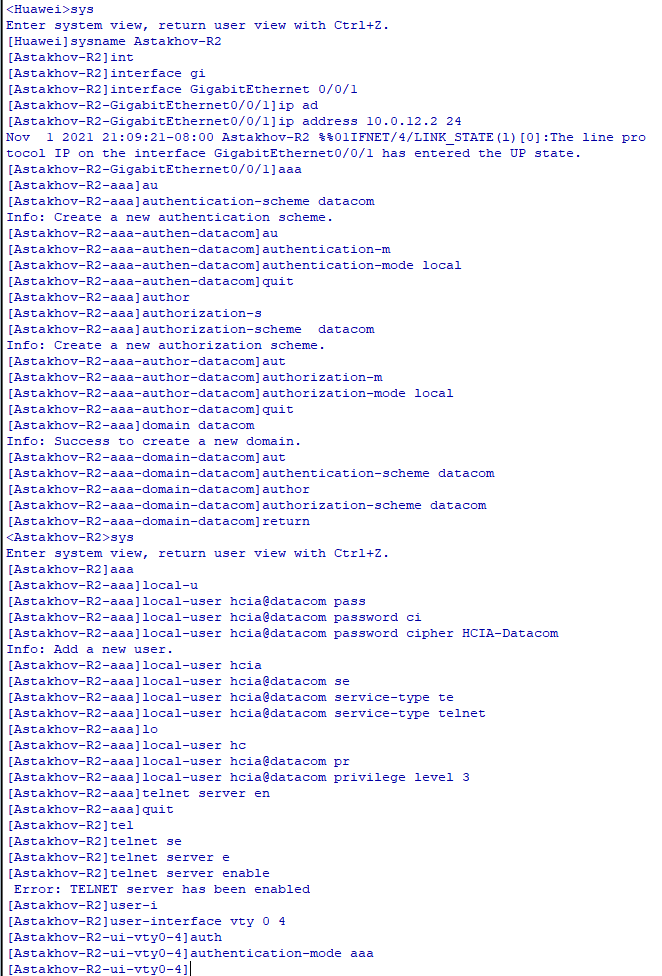 <Huawei>sys
Enter system view, return user view with Ctrl+Z.
[Huawei]sysname Astakhov-R2
[Astakhov-R2]int
[Astakhov-R2]interface gi
[Astakhov-R2]interface GigabitEthernet 0/0/1
[Astakhov-R2-GigabitEthernet0/0/1]ip ad
[Astakhov-R2-GigabitEthernet0/0/1]ip address 10.0.12.2 24
Nov  1 2021 21:09:21-08:00 Astakhov-R2 %%01IFNET/4/LINK_STATE(l)[0]:The line pro
tocol IP on the interface GigabitEthernet0/0/1 has entered the UP state.
[Astakhov-R2-GigabitEthernet0/0/1]aaa
[Astakhov-R2-aaa]au
[Astakhov-R2-aaa]authentication-scheme datacom
Info: Create a new authentication scheme.
[Astakhov-R2-aaa-authen-datacom]au
[Astakhov-R2-aaa-authen-datacom]authentication-m
[Astakhov-R2-aaa-authen-datacom]authentication-mode local
[Astakhov-R2-aaa-authen-datacom]quit
[Astakhov-R2-aaa]author
[Astakhov-R2-aaa]authorization-s
[Astakhov-R2-aaa]authorization-scheme  datacom
Info: Create a new authorization scheme.
[Astakhov-R2-aaa-author-datacom]aut
[Astakhov-R2-aaa-author-datacom]authorization-m
[Astakhov-R2-aaa-author-datacom]authorization-mode local
[Astakhov-R2-aaa-author-datacom]quit
[Astakhov-R2-aaa]domain datacom
Info: Success to create a new domain.
[Astakhov-R2-aaa-domain-datacom]aut
[Astakhov-R2-aaa-domain-datacom]authentication-scheme datacom
[Astakhov-R2-aaa-domain-datacom]author
[Astakhov-R2-aaa-domain-datacom]authorization-scheme datacom
[Astakhov-R2-aaa-domain-datacom]return
<Astakhov-R2>sys
Enter system view, return user view with Ctrl+Z.
[Astakhov-R2]aaa
[Astakhov-R2-aaa]local-u
[Astakhov-R2-aaa]local-user hcia@datacom pass
[Astakhov-R2-aaa]local-user hcia@datacom password ci
[Astakhov-R2-aaa]local-user hcia@datacom password cipher HCIA-Datacom
Info: Add a new user.
[Astakhov-R2-aaa]local-user hcia
[Astakhov-R2-aaa]local-user hcia@datacom se
[Astakhov-R2-aaa]local-user hcia@datacom service-type te
[Astakhov-R2-aaa]local-user hcia@datacom service-type telnet
[Astakhov-R2-aaa]lo
[Astakhov-R2-aaa]local-user hc
[Astakhov-R2-aaa]local-user hcia@datacom pr
[Astakhov-R2-aaa]local-user hcia@datacom privilege level 3
[Astakhov-R2-aaa]telnet server en
[Astakhov-R2-aaa]quit
[Astakhov-R2]tel
[Astakhov-R2]telnet se
[Astakhov-R2]telnet server e
[Astakhov-R2]telnet server enable
 Error: TELNET server has been enabled
[Astakhov-R2]user-i
[Astakhov-R2]user-interface vty 0 4
[Astakhov-R2-ui-vty0-4]auth
[Astakhov-R2-ui-vty0-4]authentication-mode aaa
[Astakhov-R2-ui-vty0-4]